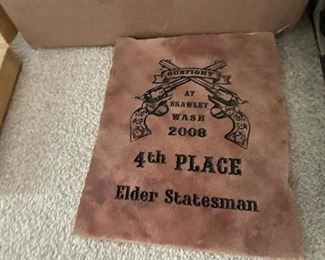 GUNFIGHT
AT
BRAWLEY
WASH
2008
4th PLACE
Elder Statesman